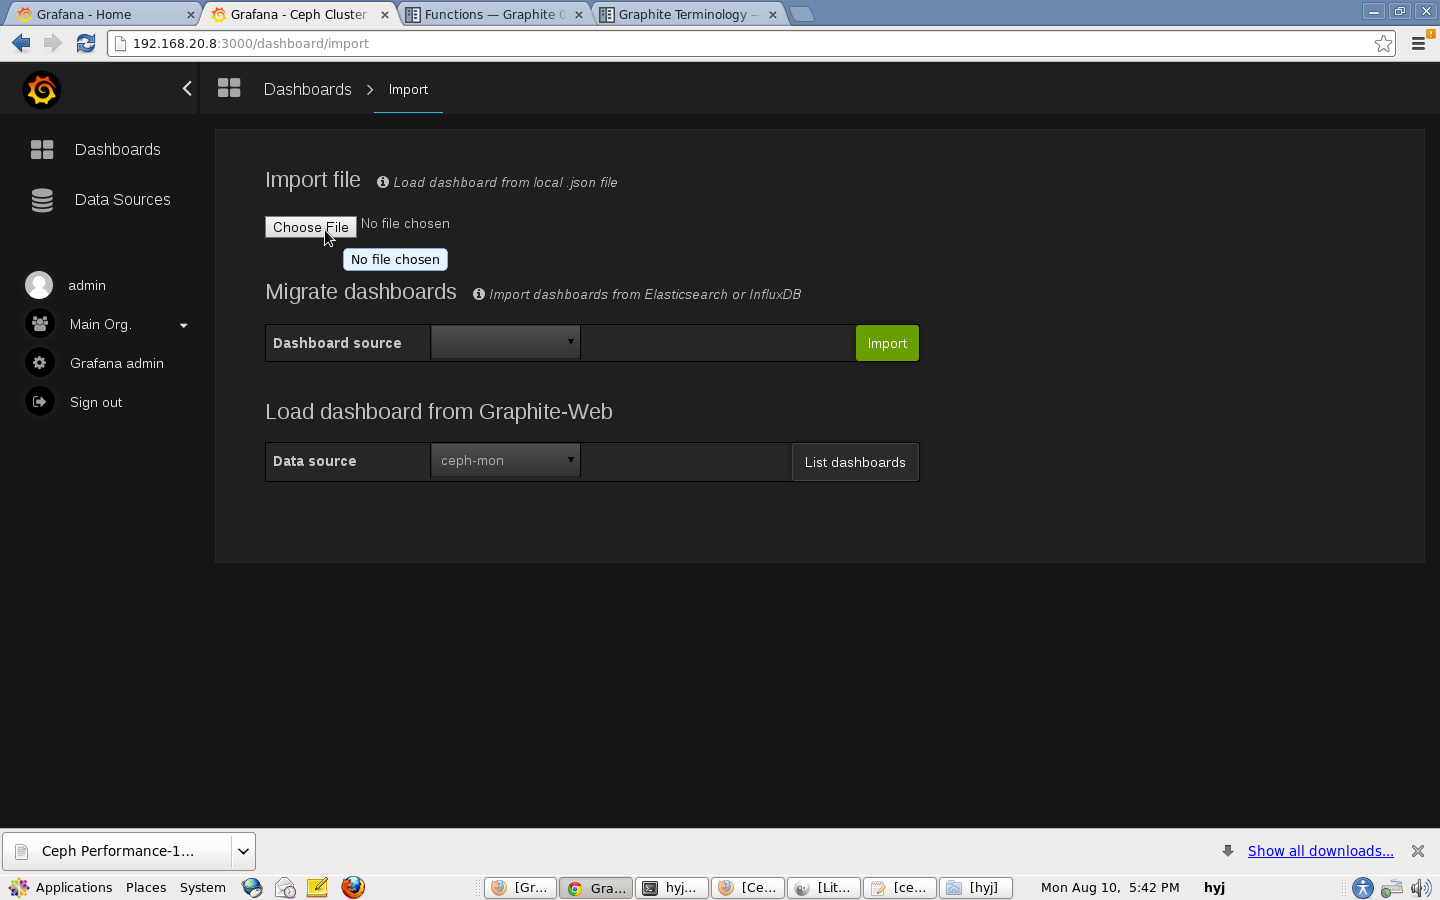 Grafana - Home
Grafana - Ceph Cluster
Functions — Graphite
Graphite Terminology —
192.168.20.8:3000/dashboard/import
Dashboards
Import
Dashboards
Data Sources
admin
Main Org.
Grafana admin
Sign out
Import file
Load dashboard from local .json file
Choose File
No file chosen
No file chosen
Migrate dashboards
Import dashboards from Elasticsearch or InfluxDB
Dashboard source
Import
Load dashboard from Graphite-Web
Data source
ceph-mon
List dashboards
Ceph Performance-1...
Show all downloads...
Applications Places System
[Gr...
Gra...
hyj...
[Ce...
[Lit...
[ce...
[hyj]
Mon Aug 10, 5:42 PM
hyj